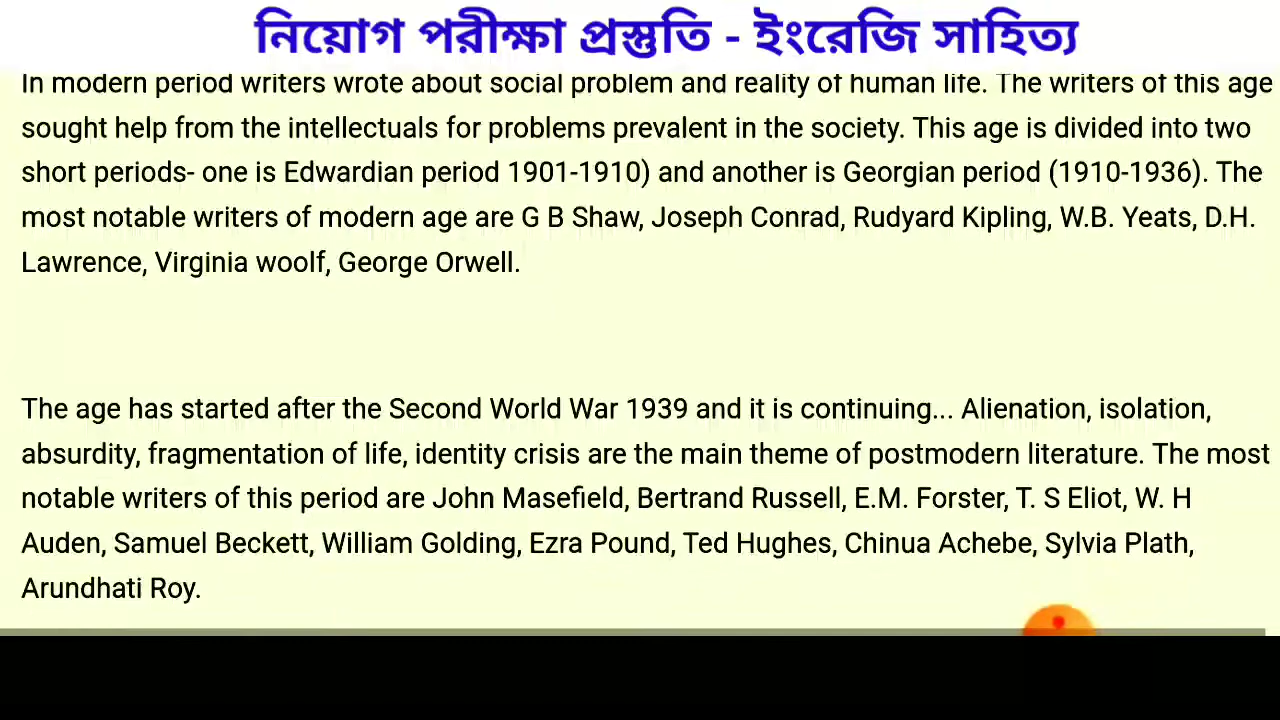 নিয়োগ পরীক্ষা প্রস্তুতি - ইংরেজি সাহিত্য
In modern period writers wrote about social problem and reality of human life. The writers of this age
sought help from the intellectuals for problems prevalent in the society. This age is divided into two
short periods- one is Edwardian period 1901-1910) and another is Georgian period (1910-1936). The
most notable writers of modern age are G B Shaw, Joseph Conrad, Rudyard Kipling, W.B. Yeats, D.H.
Lawrence, Virginia woolf, George Orwell.
The age has started after the Second World War 1939 and it is continuing... Alienation, isolation,
absurdity, fragmentation of life, identity crisis are the main theme of postmodern literature. The most
notable writers of this period are John Masefield, Bertrand Russell, E.M. Forster, T. S Eliot, W. H
Auden, Samuel Beckett, William Golding, Ezra Pound, Ted Hughes, Chinua Achebe, Sylvia Plath,
Arundhati Roy.